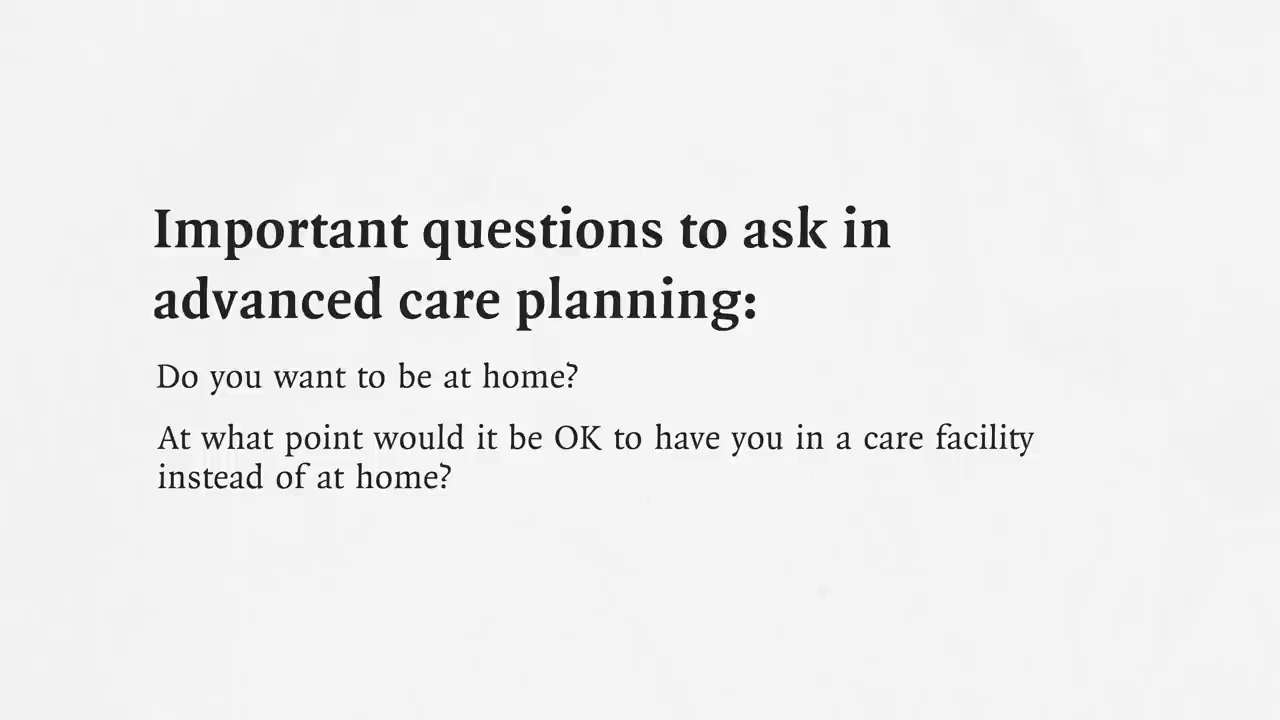 Important questions to ask in
advanced care planning:
Do you want to be at home?
At what point would it be OK to have you in a care facility
instead of at home?